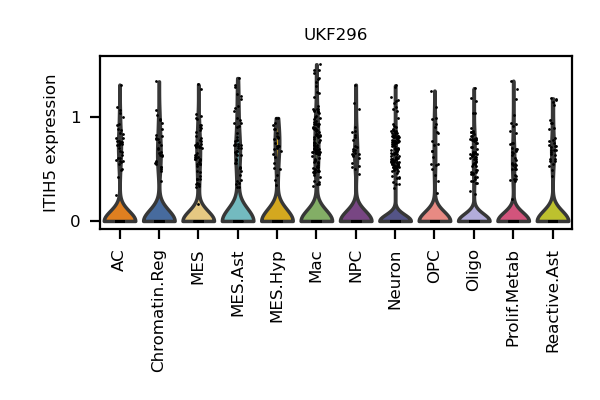 UKF296
ITIH5 expression
1
0
AC
Chromatin.Reg
MES
MES.Ast
MES.Hyp
Mac
NPC
Neuron
OPC
Oligo
Prolif.Metab
Reactive.Ast